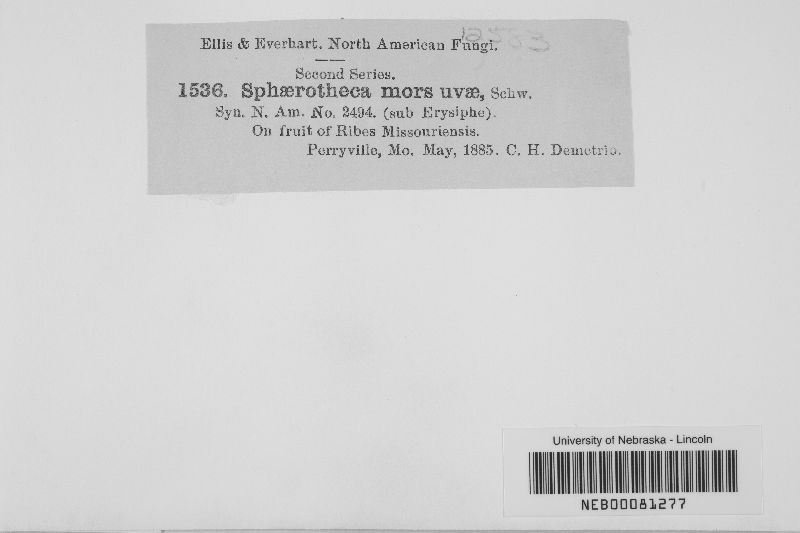 Ellis & Everhart. North American Fungi.
Second Series.
1536. Sphærotheca mors uvæ, Schw.
Syn. N. Am. No. 2494. (sub Erysiphe).
On fruit of Ribes Missouriensis.
Perryville, Mo. May, 1885. C. H. Demetrio.
University of Nebraska - Lincoln
NEB00081277